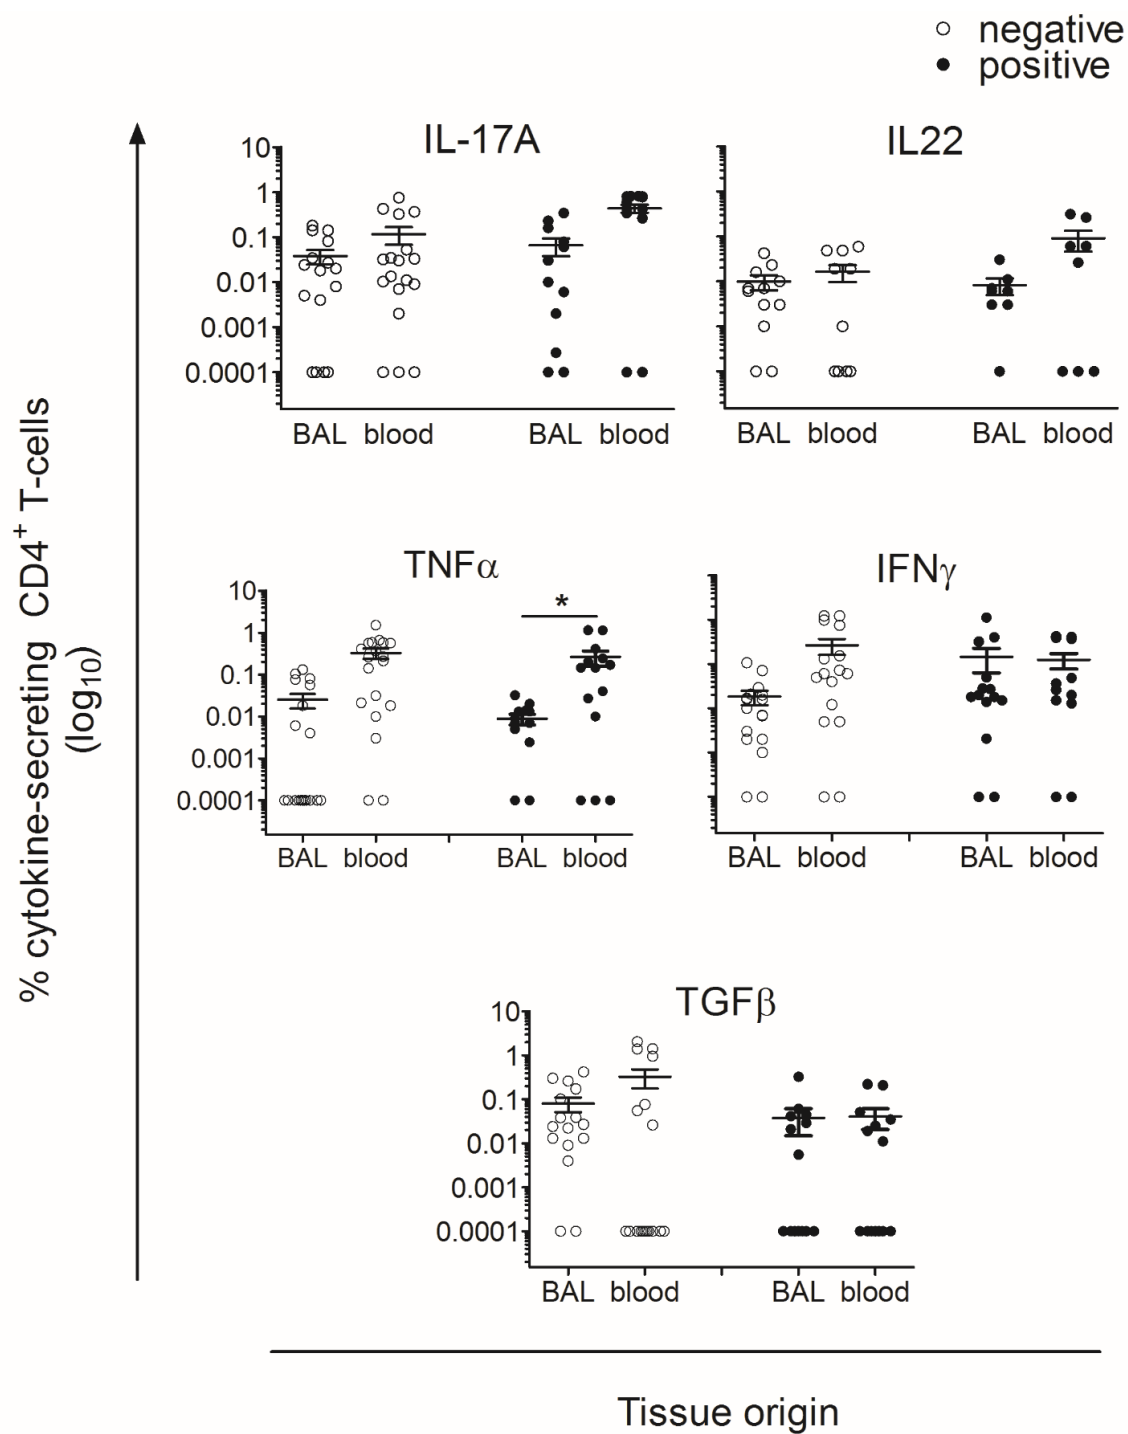 negative
positive
IL-17A
10
1
0.1
0.01
0.001
0.0001
BAL blood BAL blood
IL22
BAL blood BAL blood
% cytokine-secreting CD4+ T-cells
(log10)
TNFα
10
1
0.1
0.01
0.001
0.0001
*
BAL blood BAL blood
IFNγ
BAL blood BAL blood
TGFβ
10
1
0.1
0.01
0.001
0.0001
BAL blood BAL blood
Tissue origin